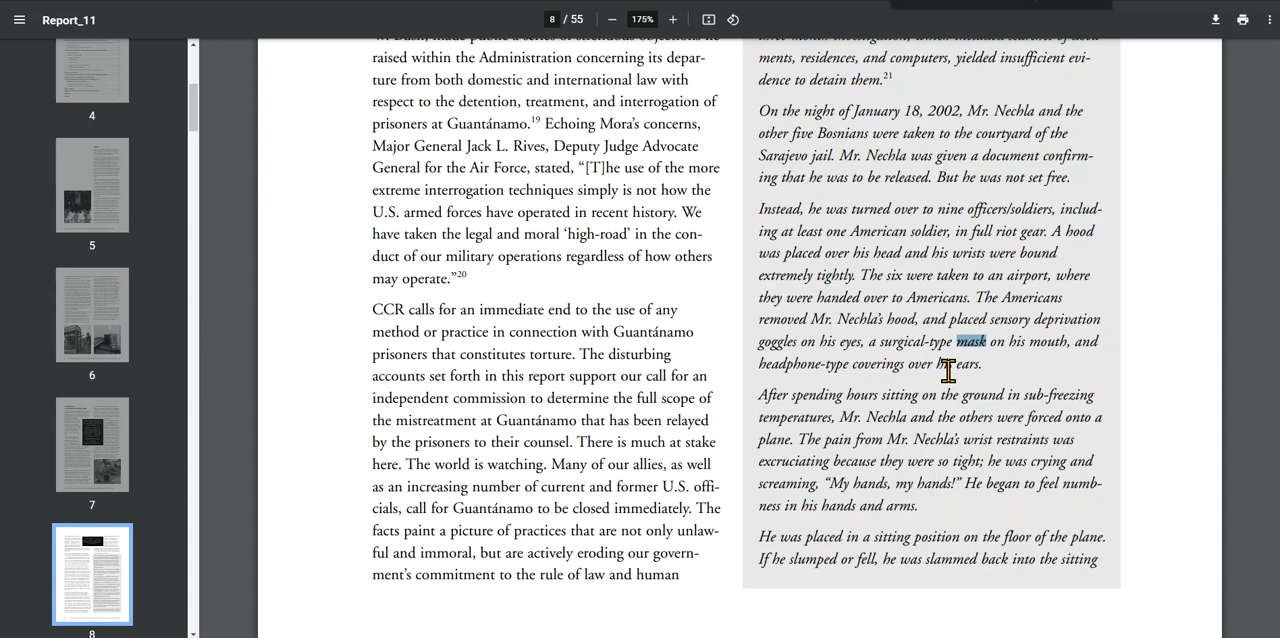 Report_11
8 / 55
175%
4
5
6
7
8
raised within the Administration concerning its depar-
ture from both domestic and international law with
respect to the detention, treatment, and interrogation of
prisoners at Guantánamo.19 Echoing Mora's concerns,
Major General Jack L. Rives, Deputy Judge Advocate
General for the Air Force, stated, “[T]he use of the more
extreme interrogation techniques simply is not how the
U.S. armed forces have operated in recent history. We
have taken the legal and moral ‘high-road’ in the con-
duct of our military operations regardless of how others
may operate.”20
CCR calls for an immediate end to the use of any
method or practice in connection with Guantánamo
prisoners that constitutes torture. The disturbing
accounts set forth in this report support our call for an
independent commission to determine the full scope of
the mistreatment at Guantánamo that has been relayed
by the prisoners to their counsel. There is much at stake
here. The world is watching. Many of our allies, as well
as an increasing number of current and former U.S. offi-
cials, call for Guantánamo to be closed immediately. The
facts paint a picture of practices that are not only unlaw-
ful and immoral, but are actively eroding our govern-
ment's commitment to the rule of law and human
ments, residences, and computers, yielded insufficient evi-
dence to detain them.21
On the night of January 18, 2002, Mr. Nechla and the
other five Bosnians were taken to the courtyard of the
Sarajevo jail. Mr. Nechla was given a document confirm-
ing that he was to be released. But he was not set free.
Instead, he was turned over to nine officers/soldiers, includ-
ing at least one American soldier, in full riot gear. A hood
was placed over his head and his wrists were bound
extremely tightly. The six were taken to an airport, where
they were handed over to Americans. The Americans
removed Mr. Nechla's hood, and placed sensory deprivation
goggles on his eyes, a surgical-type mask on his mouth, and
headphone-type coverings over his ears.
After spending hours sitting on the ground in sub-freezing
temperatures, Mr. Nechla and the others were forced onto a
plane. The pain from Mr. Nechla's wrist restraints was
excruciating because they were so tight; he was crying and
screaming, “My hands, my hands!” He began to feel numb-
ness in his hands and arms.
He was placed in a sitting position on the floor of the plane.
If he slumped or fell, he was slammed back into the sitting